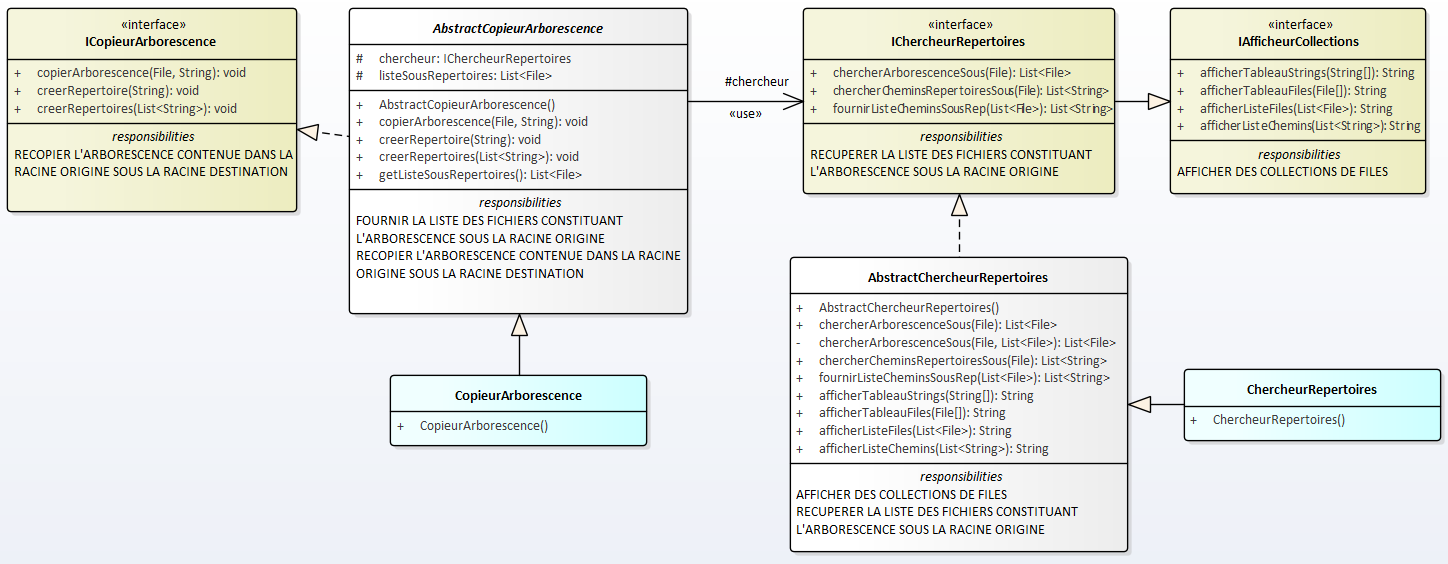 «interface»
ICopieurArborescence
+ copierArborescence(File, String): void
+ creerRepertoire(String): void
+ creerRepertoires(List<String>): void
responsibilities
RECOPIER L'ARBORESCENCE CONTENUE DANS LA
RACINE ORIGINE SOUS LA RACINE DESTINATION
AbstractCopieurArborescence
# chercheur: IChercheurRepertoires
# listeSousRepertoires: List<File>
+ AbstractCopieurArborescence()
+ copierArborescence(File, String): void
+ creerRepertoire(String): void
+ creerRepertoires(List<String>): void
+ getListeSousRepertoires(): List<File>
responsibilities
FOURNIR LA LISTE DES FICHIERS CONSTITUANT
L'ARBORESCENCE SOUS LA RACINE ORIGINE
RECOPIER L'ARBORESCENCE CONTENUE DANS LA RACINE
ORIGINE SOUS LA RACINE DESTINATION
#chercheur
«use»
«interface»
IChercheurRepertoires
+ chercherArborescenceSous(File): List<File>
+ chercherCheminsRepertoiresSous(File): List<String>
+ fournirListeCheminsSousRep(List<File>): List<String>
responsibilities
RECUPERER LA LISTE DES FICHIERS CONSTITUANT
L'ARBORESCENCE SOUS LA RACINE ORIGINE
«interface»
IAfficheurCollections
+ afficherTableauStrings(String[]): String
+ afficherTableauFiles(File[]): String
+ afficherListeFiles(List<File>): String
+ afficherListeChemins(List<String>): String
responsibilities
AFFICHER DES COLLECTIONS DE FILES
CopieurArborescence
+ CopieurArborescence()
AbstractChercheurRepertoires
+ AbstractChercheurRepertoires()
+ chercherArborescenceSous(File): List<File>
- chercherArborescenceSous(File, List<File>): List<File>
+ chercherCheminsRepertoiresSous(File): List<String>
+ fournirListeCheminsSousRep(List<File>): List<String>
+ afficherTableauStrings(String[]): String
+ afficherTableauFiles(File[]): String
+ afficherListeFiles(List<File>): String
+ afficherListeChemins(List<String>): String
responsibilities
AFFICHER DES COLLECTIONS DE FILES
RECUPERER LA LISTE DES FICHIERS CONSTITUANT
L'ARBORESCENCE SOUS LA RACINE ORIGINE
ChercheurRepertoires
+ ChercheurRepertoires()